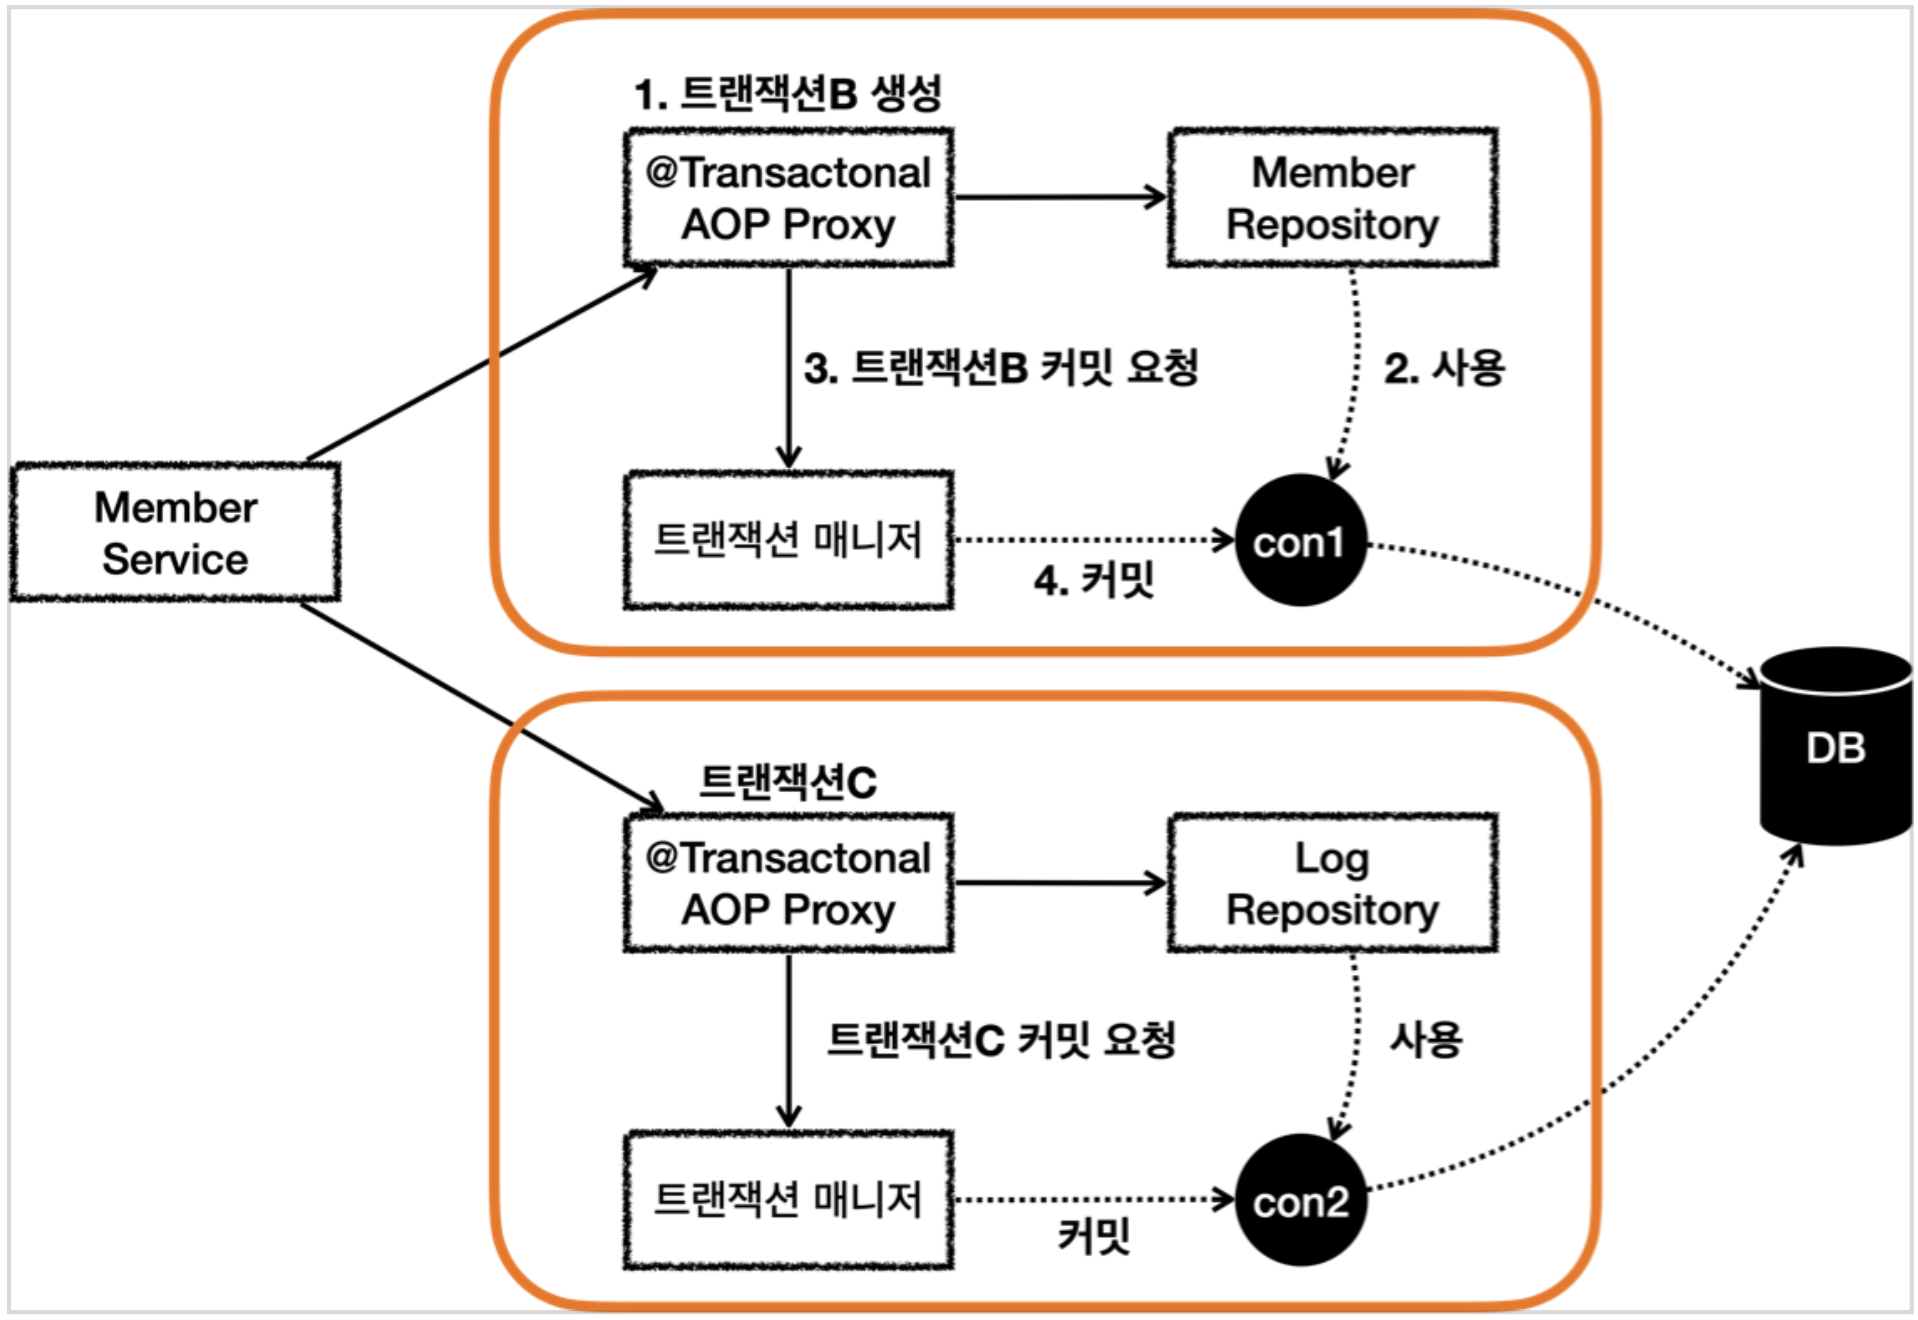 1. 트랜잭션B 생성
@Transactonal
AOP Proxy
Member
Repository
3. 트랜잭션B 커밋 요청
2. 사용
Member
Service
트랜잭션 매니저
con1
4. 커밋
DB
트랜잭션C
@Transactonal
AOP Proxy
Log
Repository
트랜잭션C 커밋 요청
사용
트랜잭션 매니저
con2
커밋